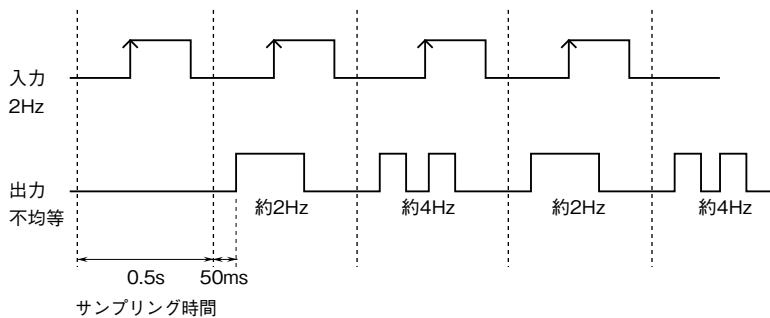 入力
2Hz
出力
不均等
約2Hz
約4Hz
約2Hz
約4Hz
0.5s
50ms
サンプリング時間